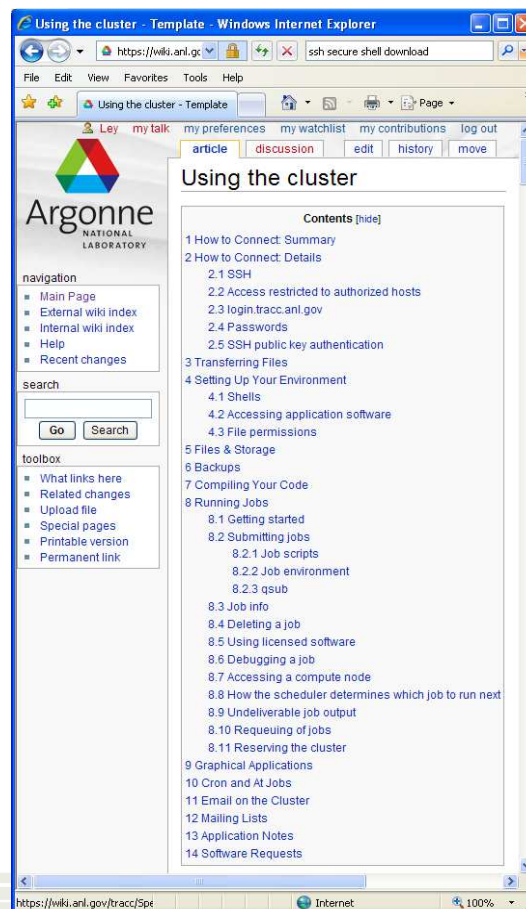 Using the cluster - Template - Windows Internet Explorer
https://wiki.anl.gc
ssh secure shell download
File Edit View Favorites Tools Help
Using the cluster - Template
Page
Ley my talk my preferences my watchlist my contributions log out
article discussion edit history move
Argonne
NATIONAL
LABORATORY
navigation
Main Page
External wiki index
Internal wiki index
Help
Recent changes
search
Go Search
toolbox
What links here
Related changes
Upload file
Special pages
Printable version
Permanent link
Using the cluster
Contents [hide]
1 How to Connect: Summary
2 How to Connect: Details
2.1 SSH
2.2 Access restricted to authorized hosts
2.3 login.tracc.anl.gov
2.4 Passwords
2.5 SSH public key authentication
3 Transferring Files
4 Setting Up Your Environment
4.1 Shells
4.2 Accessing application software
4.3 File permissions
5 Files & Storage
6 Backups
7 Compiling Your Code
8 Running Jobs
8.1 Getting started
8.2 Submitting jobs
8.2.1 Job scripts
8.2.2 Job environment
8.2.3 qsub
8.3 Job info
8.4 Deleting a job
8.5 Using licensed software
8.6 Debugging a job
8.7 Accessing a compute node
8.8 How the scheduler determines which job to run next
8.9 Undeliverable job output
8.10 Requeuing of jobs
8.11 Reserving the cluster
9 Graphical Applications
10 Cron and At Jobs
11 Email on the Cluster
12 Mailing Lists
13 Application Notes
14 Software Requests
https://wiki.anl.gov/tracc/Spe
Internet
100%